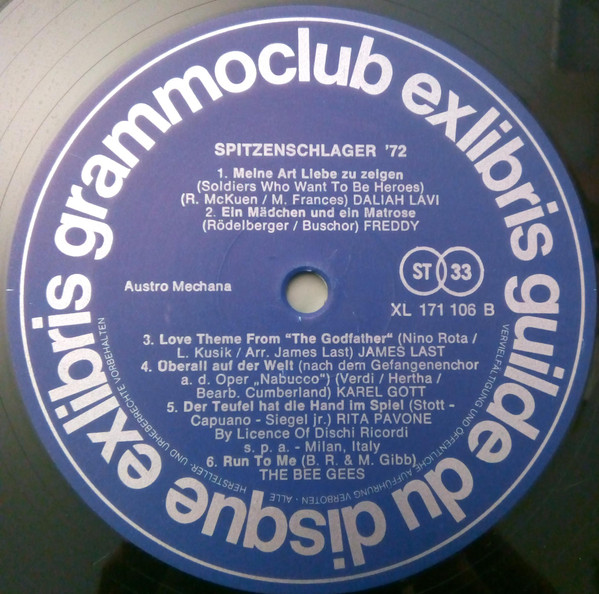 exlibris grammoclub exlibris guilde du disque
SPITZENSCHLAGER '72
1. Meine Art Liebe zu zeigen
(Soldiers Who Want To Be Heroes)
(R. McKuen / M. Frances) DALIAH LAVI
2. Ein Mädchen und ein Matrose
(Rödelberger / Buschor) FREDDY
Austro Mechana
ST 33
XL 171 106 B
3. Love Theme From "The Godfather" (Nino Rota /
L. Kusik / Arr. James Last) JAMES LAST
4. Überall auf der Welt (nach dem Gefangenenchor
a. d. Oper „Nabucco") (Verdi / Hertha /
Bearb. Cumberland) KAREL GOTT
5. Der Teufel hat die Hand im Spiel (Stott -
Capuano - Siegel jr.) RITA PAVONE
By Licence Of Dischi Ricordi
s. p. a. - Milan, Italy
6. Run To Me (B. R. & M. Gibb)
THE BEE GEES
VERVIELFÄLTIGUNG UND ÖFFENTLICHE AUFFÜHRUNG VERBOTEN · ALLE HERSTELLER- UND URHEBERRECHTE VORBEHALTEN